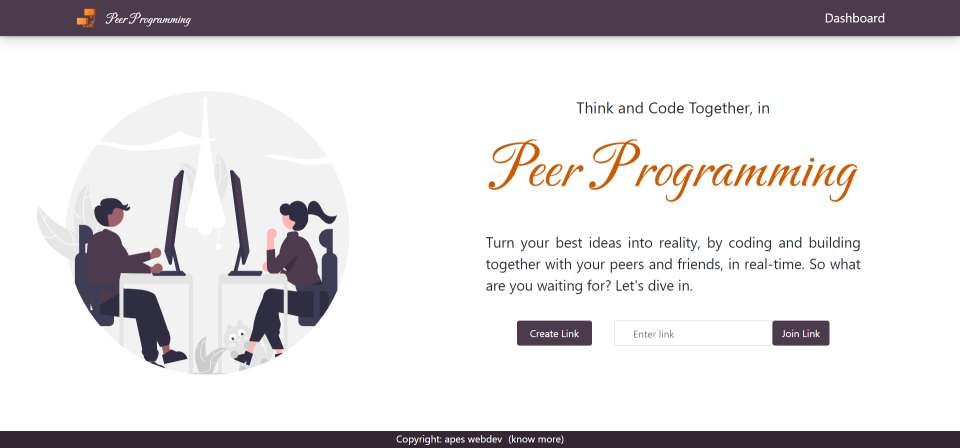 Peer Programming
Dashboard
Think and Code Together, in
Peer Programming
Turn your best ideas into reality, by coding and building
together with your peers and friends, in real-time. So what
are you waiting for? Let's dive in.
Create Link
Enter link
Join Link
Copyright: apes webdev (know more)